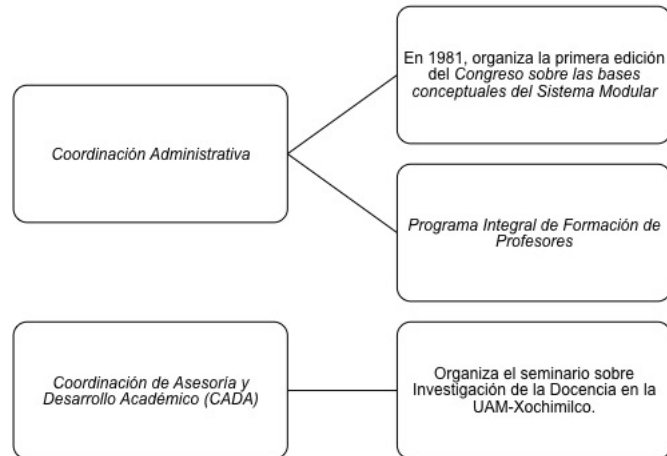 En 1981, organiza la primera edición
del Congreso sobre las bases
conceptuales del Sistema Modular
Coordinación Administrativa
Programa Integral de Formación de
Profesores
Coordinación de Asesoría y
Desarrollo Académico (CADA)
Organiza el seminario sobre
Investigación de la Docencia en la
UAM-Xochimilco.